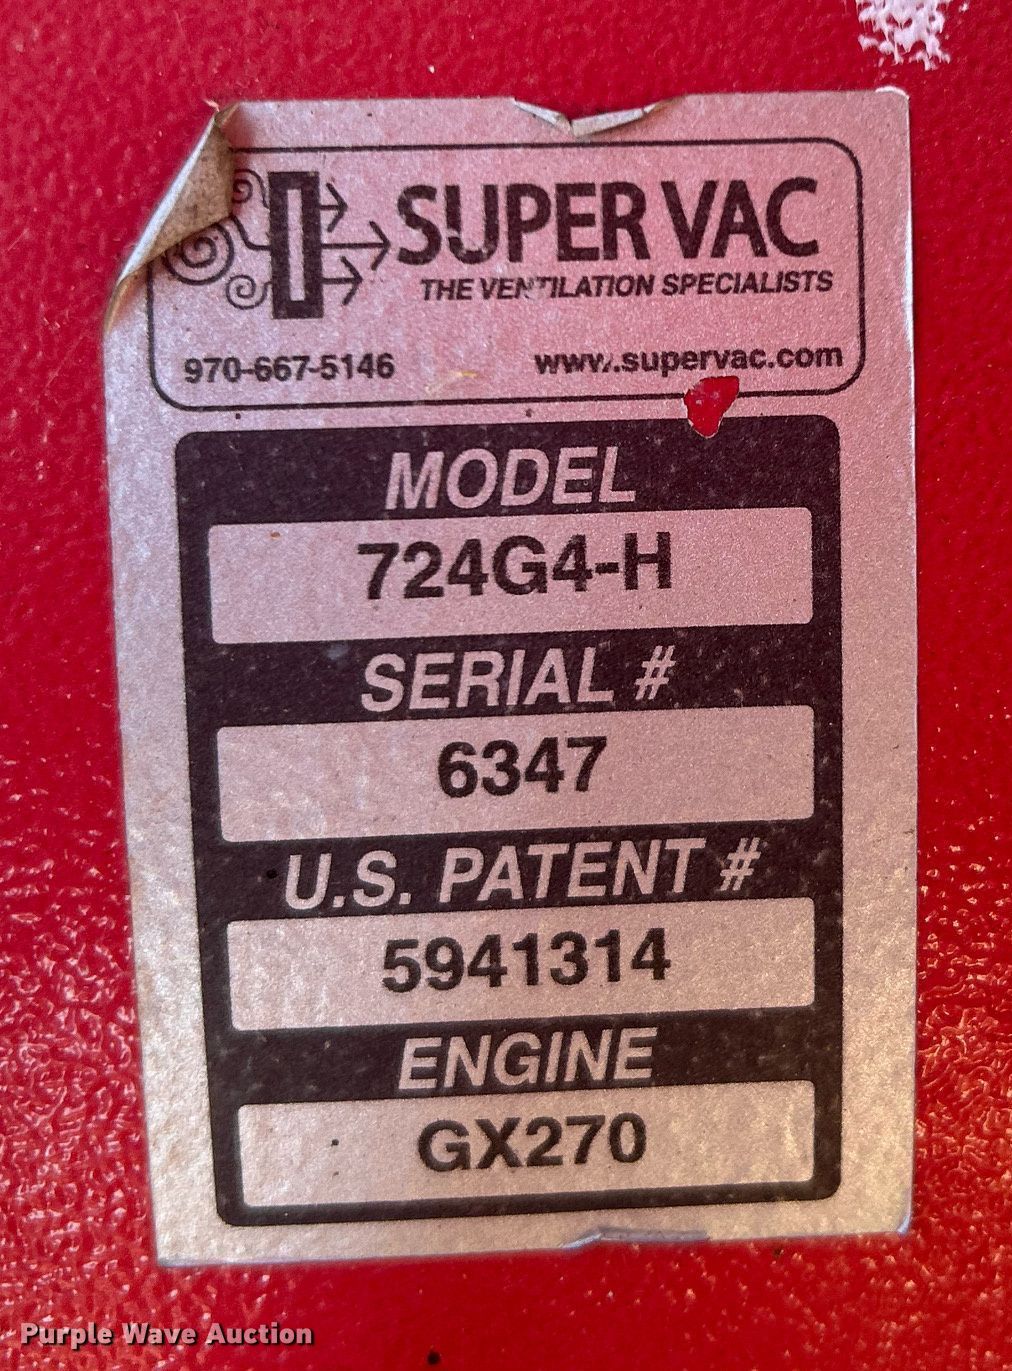 SUPER VAC
THE VENTILATION SPECIALISTS
970-667-5146 www.supervac.com
MODEL
724G4-H
SERIAL #
6347
U.S. PATENT #
5941314
ENGINE
GX270
Purple Wave Auction